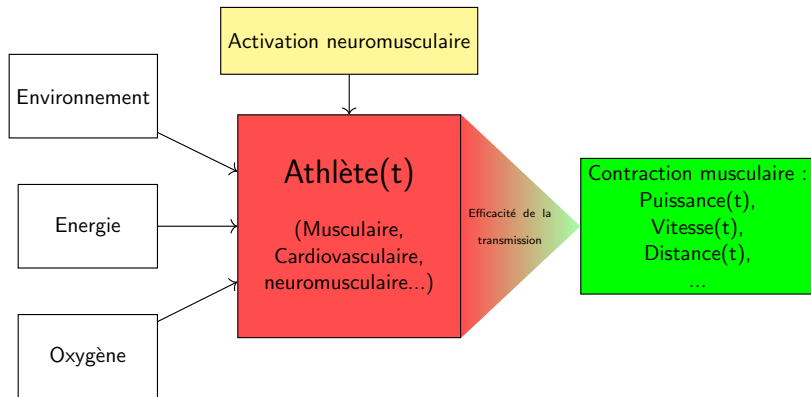 Activation neuromusculaire
Environnement
Energie
Oxygène
Athlète(t)
(Musculaire,
Cardiovasculaire,
neuromusculaire...)
Efficacité de la
transmission
Contraction musculaire :
Puissance(t),
Vitesse(t),
Distance(t),
...